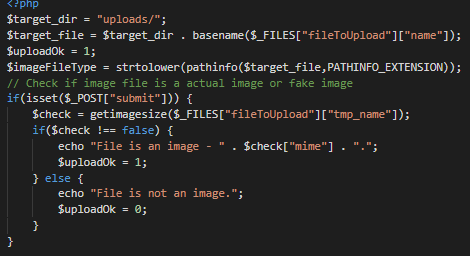 <?php
$target_dir = "uploads/";
$target_file = $target_dir . basename($_FILES["fileToUpload"]["name"]);
$uploadOk = 1;
$imageFileType = strtolower(pathinfo($target_file,PATHINFO_EXTENSION));
// Check if image file is a actual image or fake image
if(isset($_POST["submit"])) {
    $check = getimagesize($_FILES["fileToUpload"]["tmp_name"]);
    if($check !== false) {
        echo "File is an image - " . $check["mime"] . ".";
        $uploadOk = 1;
    } else {
        echo "File is not an image.";
        $uploadOk = 0;
    }
}